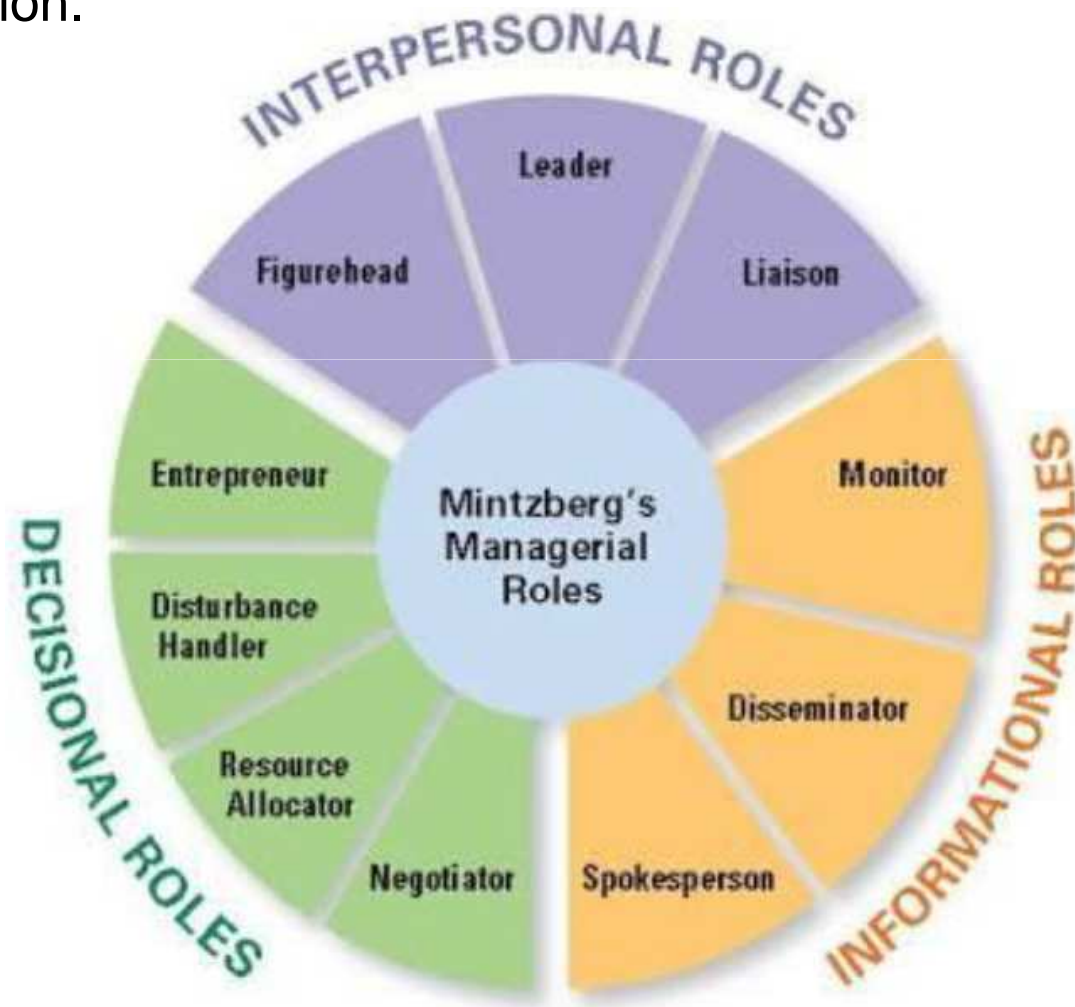 INTERPERSONAL ROLES
Figurehead
Leader
Liaison
Mintzberg's
Managerial
Roles
Monitor
Disseminator
Spokesperson
INFORMATIONAL ROLES
Entrepreneur
Disturbance
Handler
Resource
Allocator
Negotiator
DECISIONAL ROLES